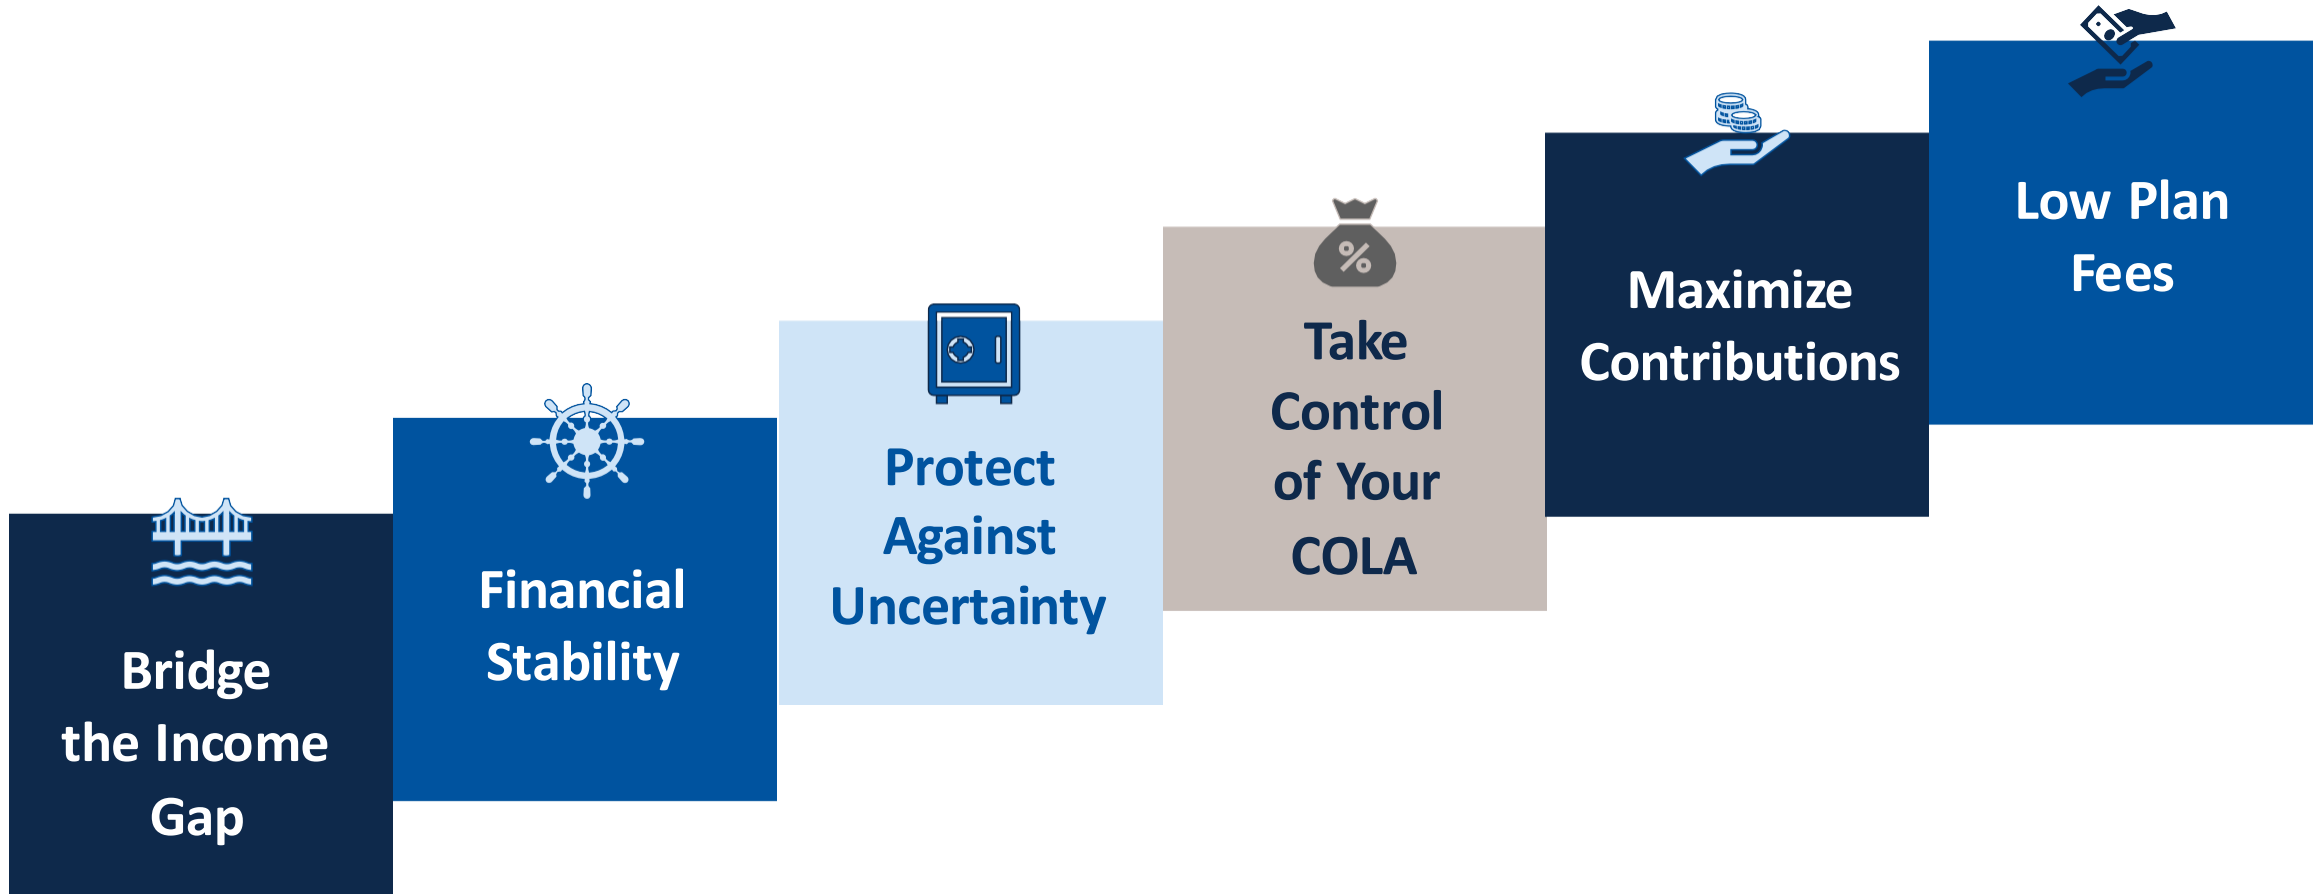 Bridge
the Income
Gap
Financial
Stability
Protect
Against
Uncertainty
Take
Control
of Your
COLA
Maximize
Contributions
Low Plan
Fees